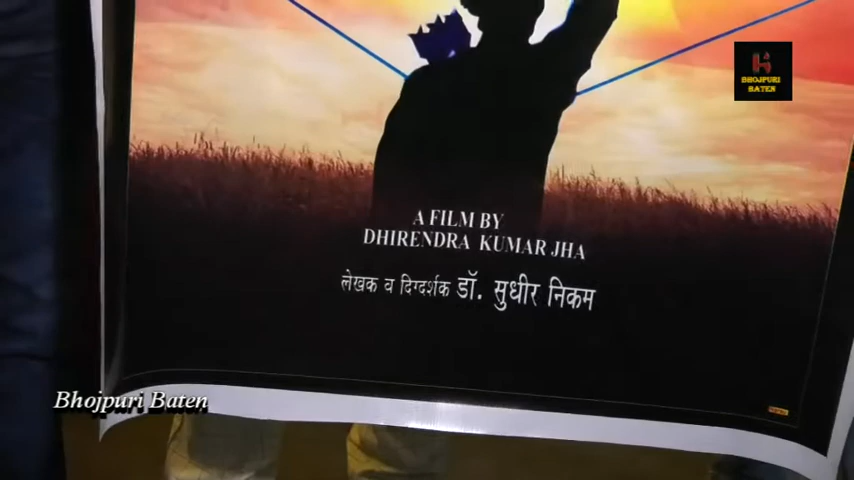 BHOJPURI
BATEN
A FILM BY
DHIRENDRA KUMAR JHA
लेखक व दिग्दर्शक डॉ. सुधीर निकम
Bhojpuri Baten